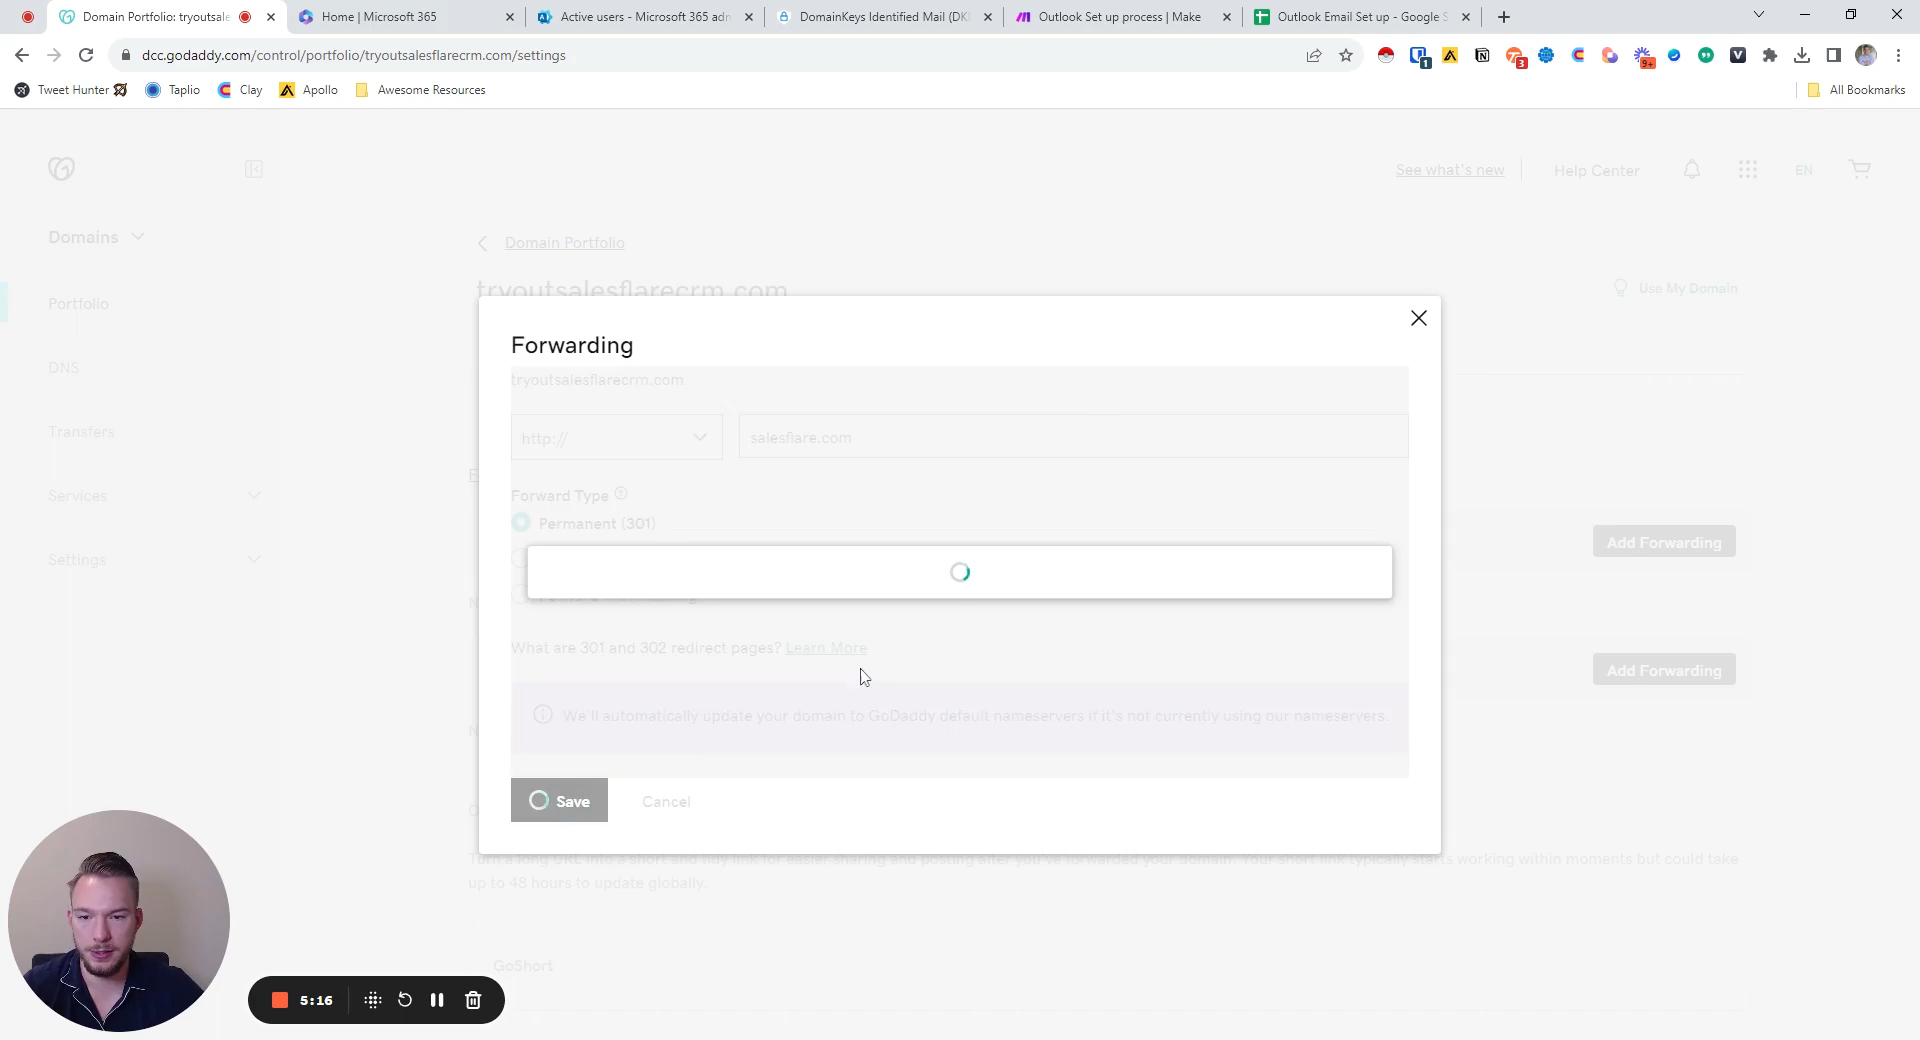 Domain Portfolio: tryoutsale
Home | Microsoft 365
Active users - Microsoft 365 adm
DomainKeys Identified Mail (DKI
Outlook Set up process | Make
Outlook Email Set up - Google S
dcc.godaddy.com/control/portfolio/tryoutsalesflarecrm.com/settings
1
3
9+
Tweet Hunter
Taplio
Clay
Apollo
Awesome Resources
All Bookmarks
See what's new
Help Center
EN
Domains
Domain Portfolio
tryoutsalesflarecrm.com
Use My Domain
Portfolio
DNS
Transfers
Services
Settings
Forwarding
tryoutsalesflarecrm.com
http://
salesflare.com
Forward Type
Permanent (301)
Add Forwarding
What are 301 and 302 redirect pages? Learn More
Add Forwarding
We'll automatically update your domain to GoDaddy default nameservers if it's not currently using our nameservers.
Save
Cancel
Turn a long URL into a short and tidy link for easier sharing and posting after you've forwarded your domain. Your short link typically starts working within moments but could take
up to 48 hours to update globally.
GoShort
5:16